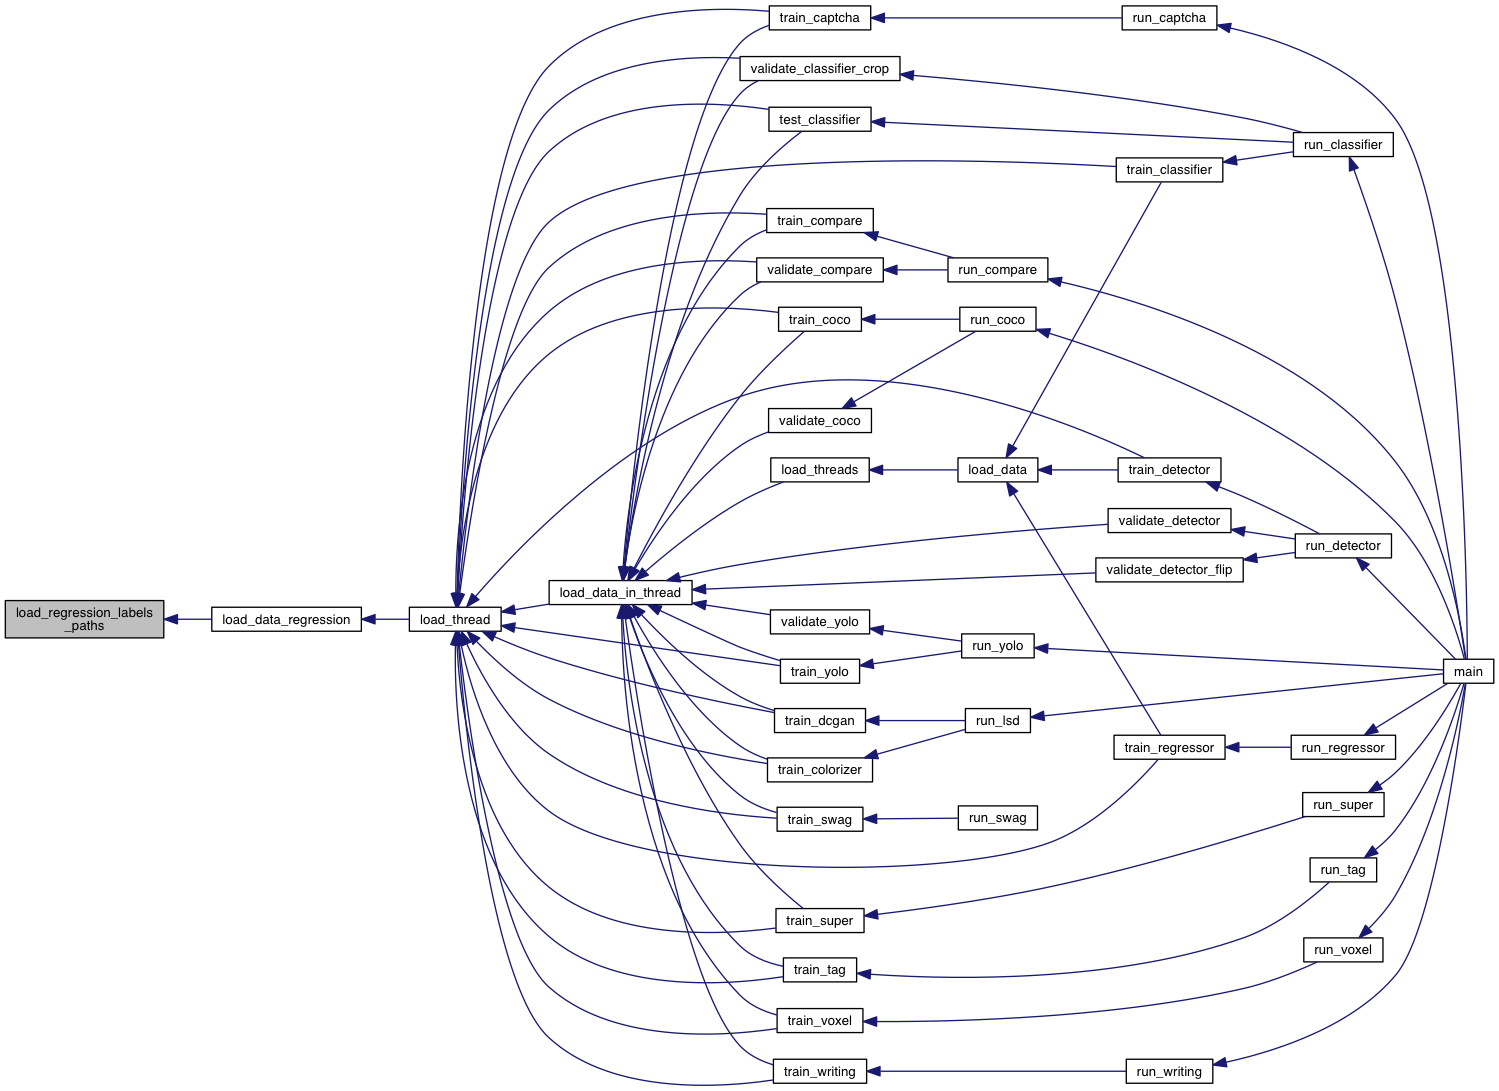 train_captcha
run_captcha
validate_classifier_crop
test_classifier
run_classifier
train_classifier
train_compare
validate_compare
run_compare
train_coco
run_coco
validate_coco
load_threads
load_data
train_detector
validate_detector
run_detector
validate_detector_flip
load_data_in_thread
load_regression_labels
_paths
load_data_regression
load_thread
validate_yolo
run_yolo
train_yolo
main
train_dcgan
run_lsd
train_regressor
run_regressor
train_colorizer
run_super
train_swag
run_swag
run_tag
train_super
run_voxel
train_tag
train_voxel
train_writing
run_writing